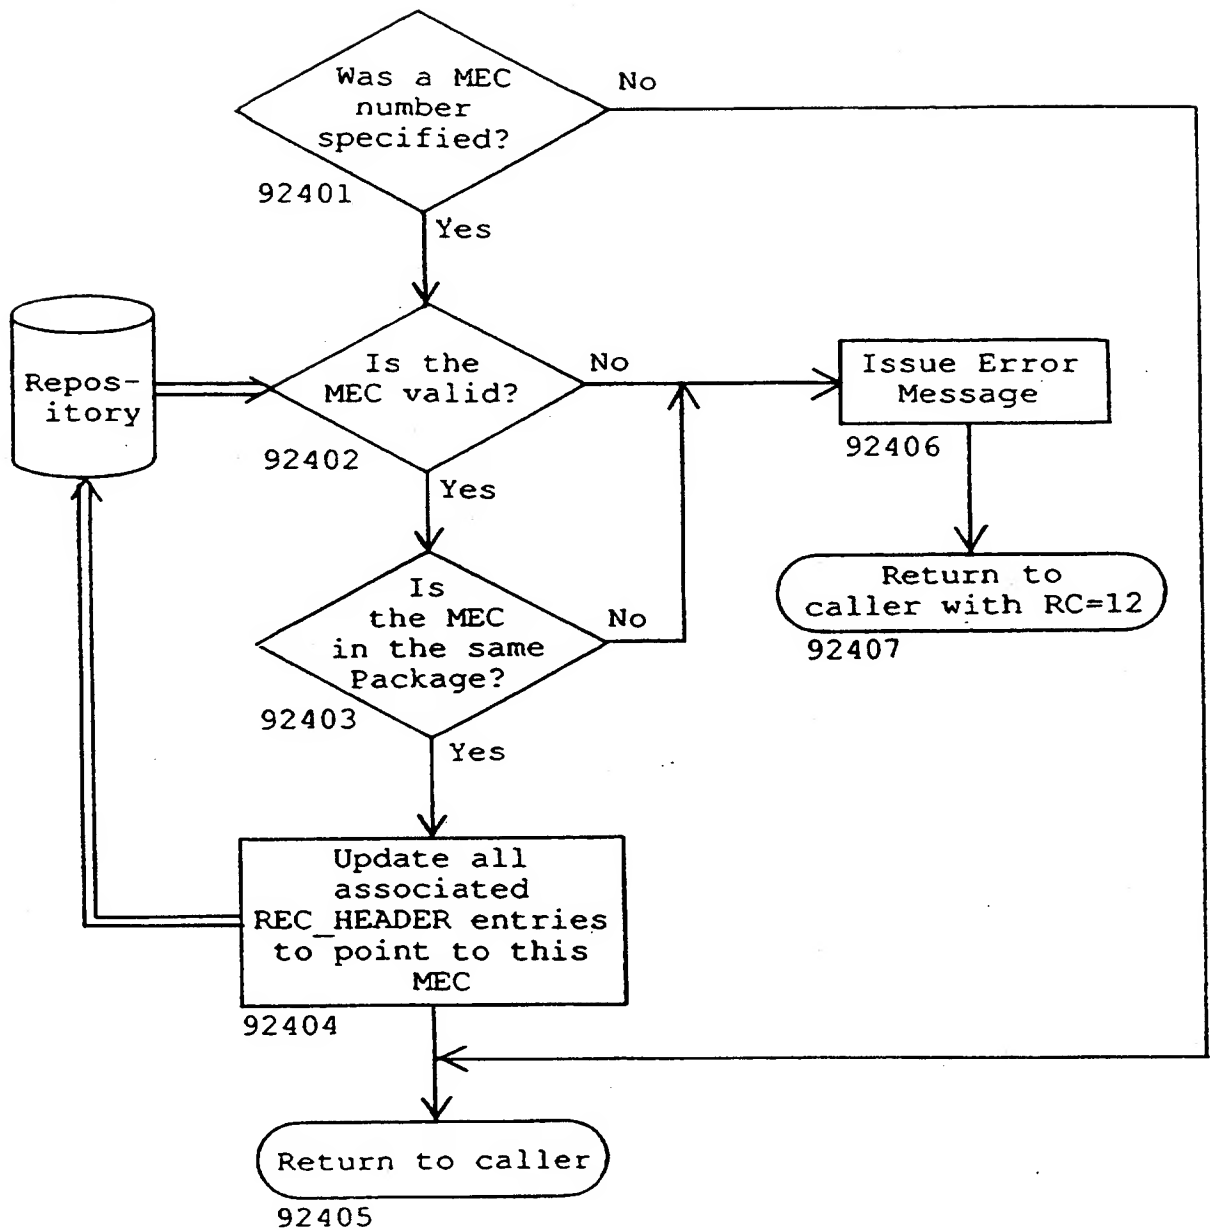 Was a MEC
number
specified?
No
92401
Yes
Repos-
itory
Is the
MEC valid?
No
92402
Yes
Issue Error
Message
92406
Is
the MEC
in the same
Package?
No
92403
Yes
Return to
caller with RC=12
92407
Update all
associated
REC_HEADER entries
to point to this
MEC
92404
Return to caller
92405